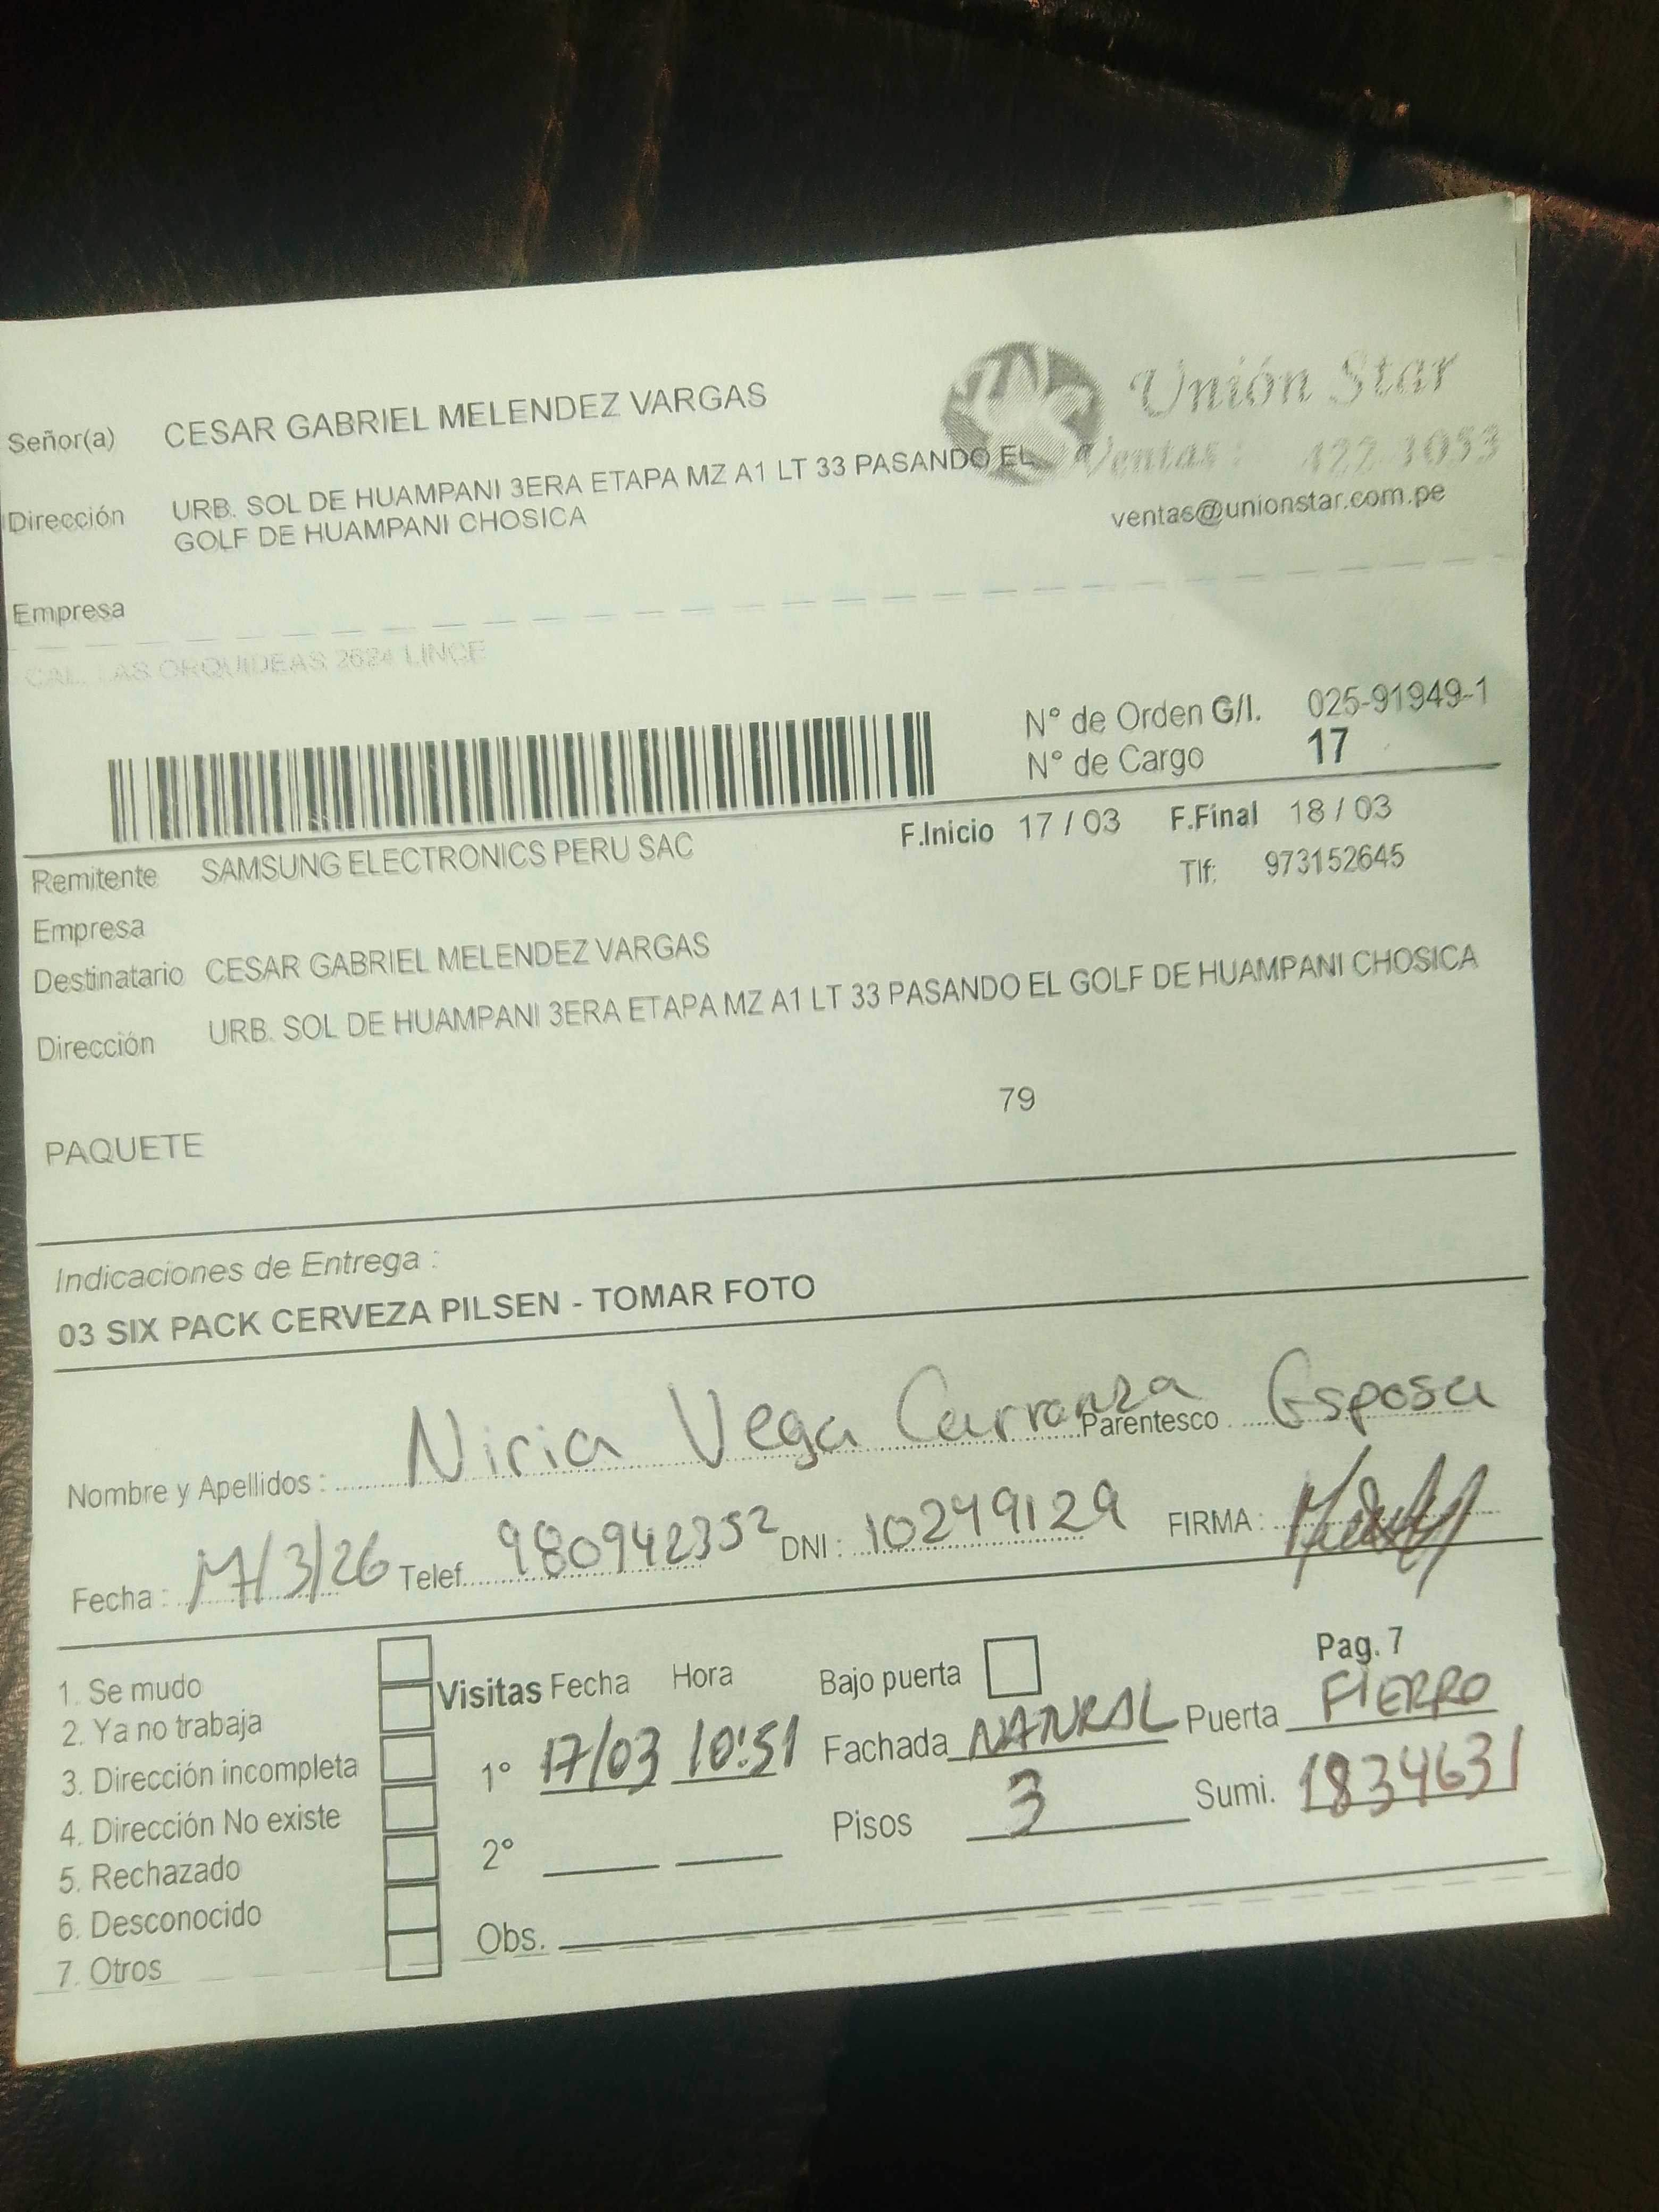 Unión Star
Señor(a) CESAR GABRIEL MELENDEZ VARGAS
Ventas: 422-1053
Dirección URB. SOL DE HUAMPANI 3ERA ETAPA MZ A1 LT 33 PASANDO EL
GOLF DE HUAMPANI CHOSICA
ventas@unionstar.com.pe
Empresa
CAL. LAS ORQUIDEAS 2624 LINCE
N° de Orden G/I. 025-91949-1
N° de Cargo 17
F.Inicio 17 / 03 F.Final 18 / 03
Remitente SAMSUNG ELECTRONICS PERU SAC
Tlf: 973152645
Empresa
Destinatario CESAR GABRIEL MELENDEZ VARGAS
Dirección URB. SOL DE HUAMPANI 3ERA ETAPA MZ A1 LT 33 PASANDO EL GOLF DE HUAMPANI CHOSICA
79
PAQUETE
Indicaciones de Entrega :
03 SIX PACK CERVEZA PILSEN - TOMAR FOTO
Nombre y Apellidos : Niria Vega Carranza Parentesco Esposa
Fecha : 17/3/26 Telef. 980942352 DNI : 10249129 FIRMA :
Pag. 7
1. Se mudo
Visitas Fecha Hora Bajo puerta
2. Ya no trabaja
3. Dirección incompleta
1° 17/03 10:51 Fachada Puerta FIERRO
4. Dirección No existe
Pisos 3 Sumi. 1834631
5. Rechazado
2°
6. Desconocido
Obs.
7. Otros